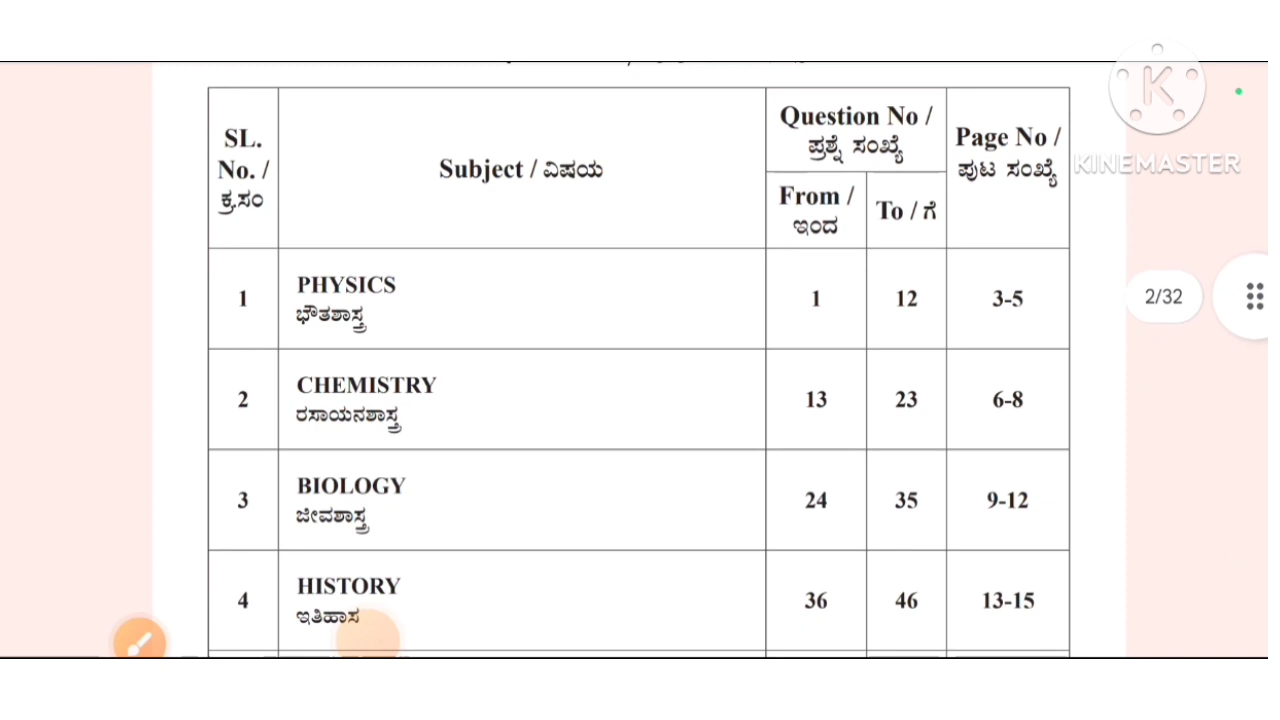 SL.
No. /
ಕ್ರ.ಸಂ
Subject / ವಿಷಯ
Question No /
ಪ್ರಶ್ನೆ ಸಂಖ್ಯೆ
From /
ಇಂದ
To / ಗೆ
Page No /
ಪುಟ ಸಂಖ್ಯೆ
KINEMASTER
1
PHYSICS
ಭೌತಶಾಸ್ತ್ರ
1
12
3-5
2/32
2
CHEMISTRY
ರಸಾಯನಶಾಸ್ತ್ರ
13
23
6-8
3
BIOLOGY
ಜೀವಶಾಸ್ತ್ರ
24
35
9-12
4
HISTORY
ಇತಿಹಾಸ
36
46
13-15